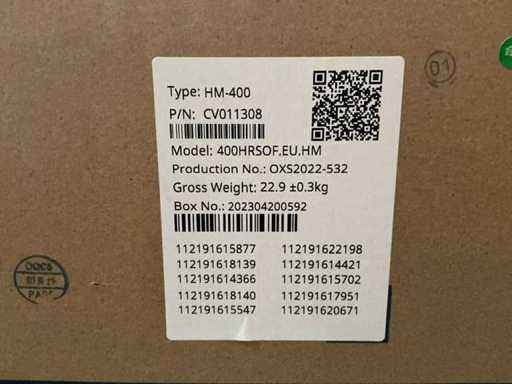 Type: HM-400
P/N: CV011308
Model: 400HRSOF.EU.HM
Production No.: OXS2022-532
Gross Weight: 22.9 ±0.3kg
Box No.: 202304200592
112191615877 112191622198
112191618139 112191614421
112191614366 112191615702
112191618140 112191617951
112191615547 112191620671
01